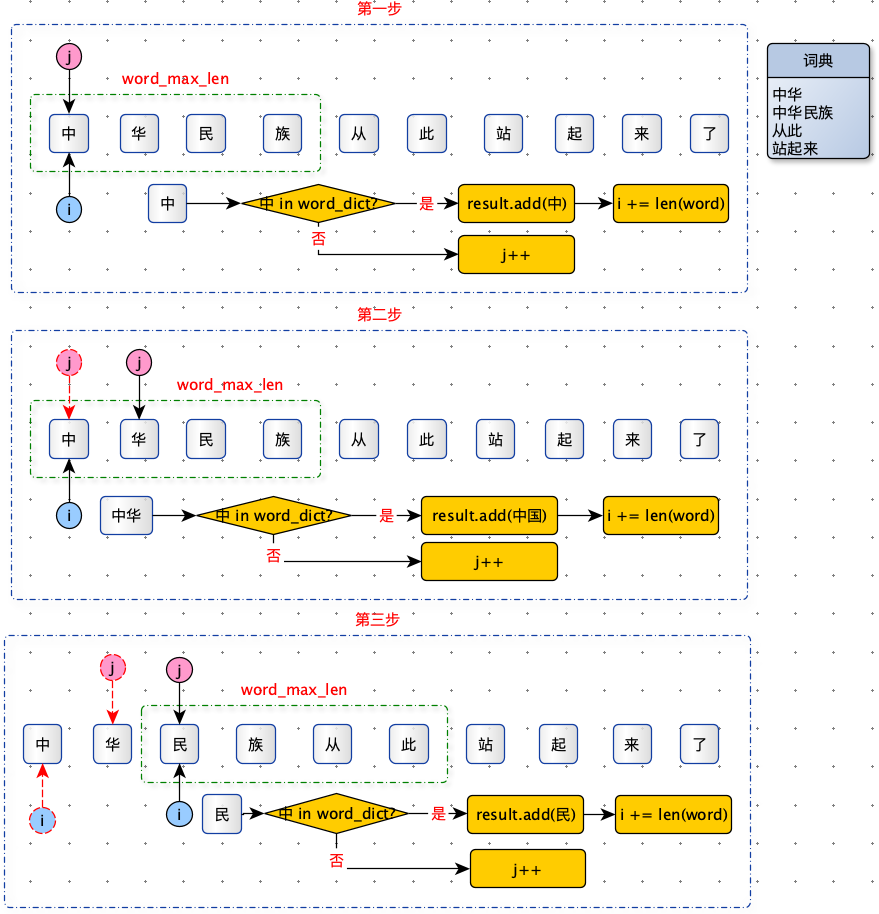 第一步
j
word_max_len
中 华 民 族 从 此 站 起 来 了
i
中
中 in word_dict?
是
result.add(中)
i += len(word)
否
j++
词典
中华
中华民族
从此
站起来
第二步
j
j
word_max_len
中 华 民 族 从 此 站 起 来 了
i
中华
中 in word_dict?
是
result.add(中国)
i += len(word)
否
j++
第三步
j
j
word_max_len
中 华 民 族 从 此 站 起 来 了
i
i
民
中 in word_dict?
是
result.add(民)
i += len(word)
否
j++